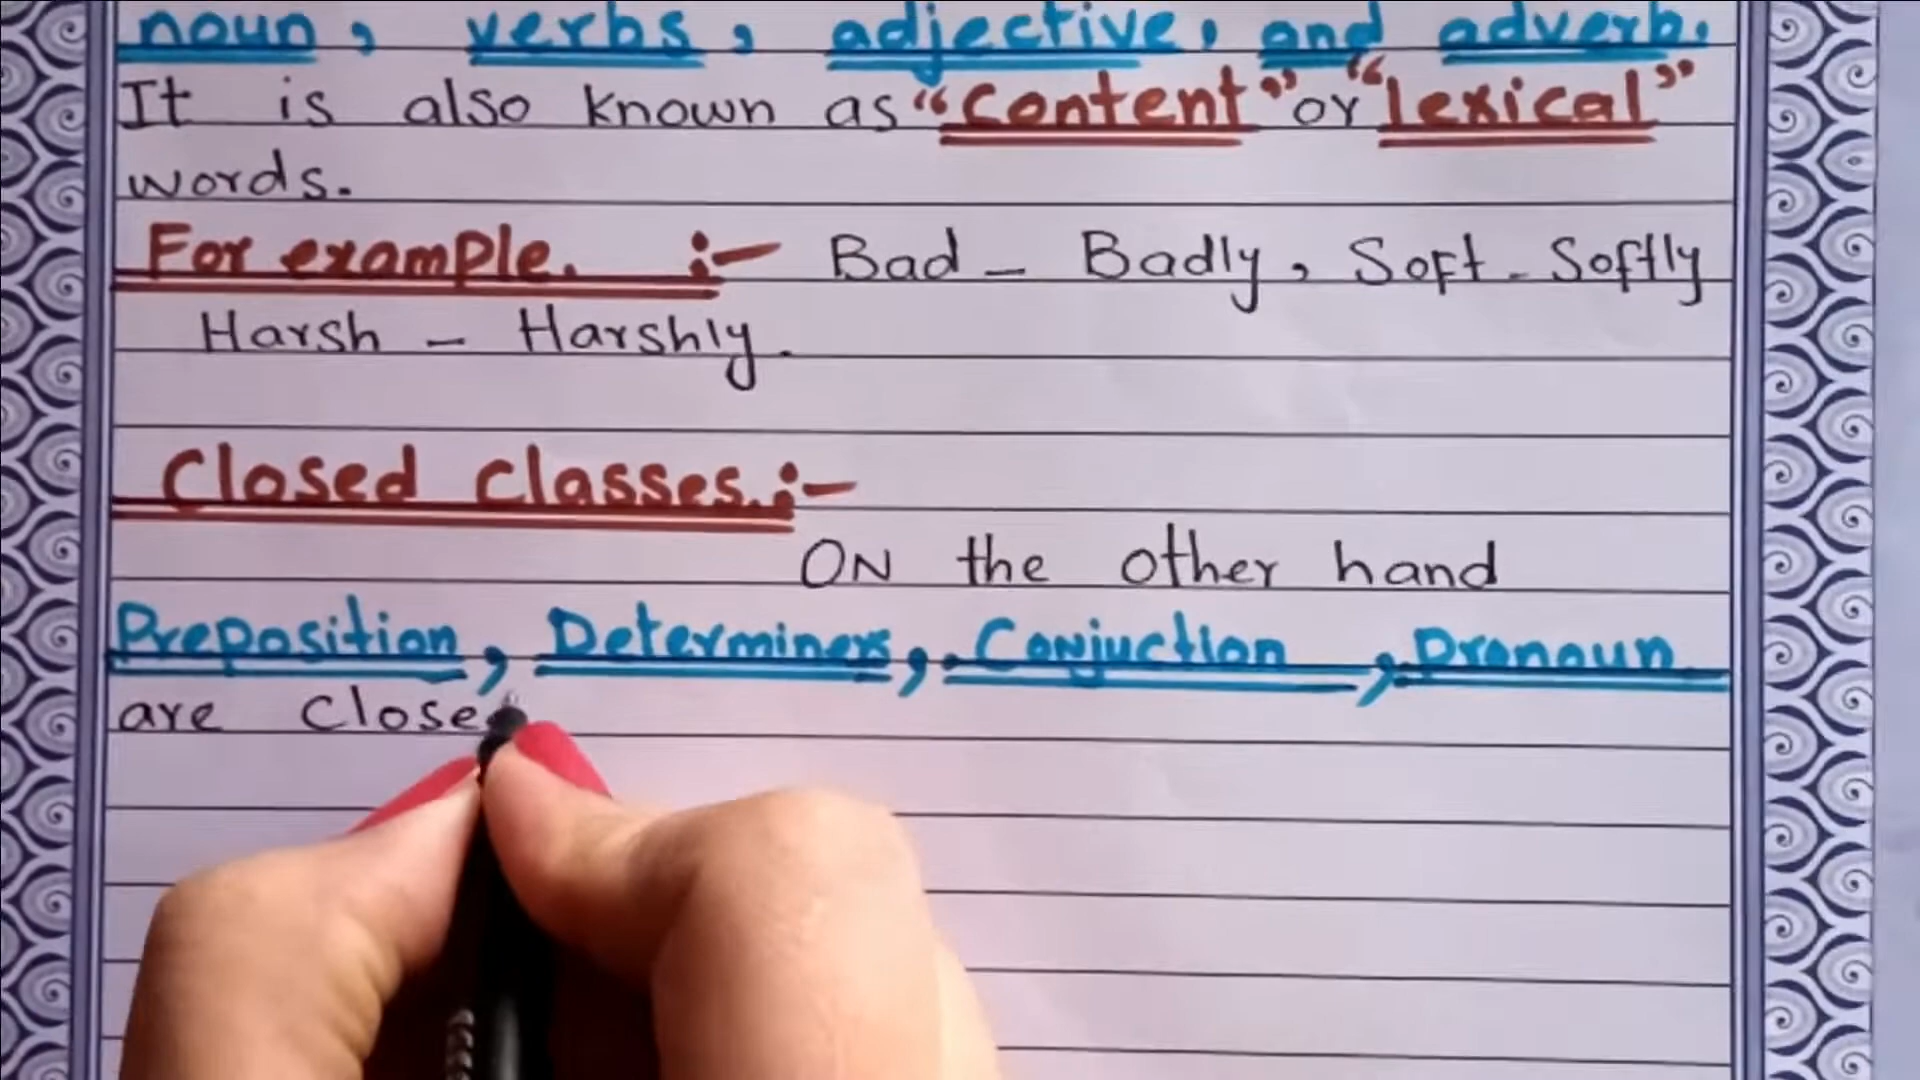 noun, verbs, adjective, and adverb.
It is also known as "Content" or "lexical"
words.
For example. :- Bad - Badly, Soft - Softly
Harsh - Harshly.
Closed Classes. :-
ON the other hand
Preposition, Determiners, Conjuction, Pronoun
are close